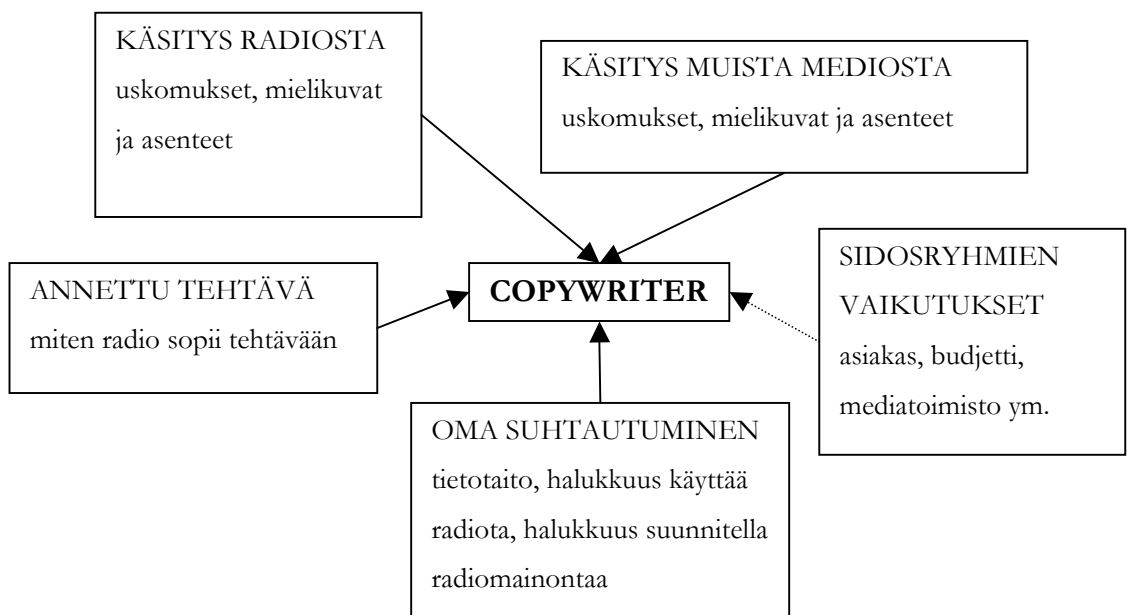 KÄSITYS RADIOSTA
uskomukset, mielikuvat
ja asenteet
KÄSITYS MUISTA MEDIOSTA
uskomukset, mielikuvat ja asenteet
ANNETTU TEHTÄVÄ
miten radio sopii tehtävään
COPYWRITER
SIDOSRYHMIEN
VAIKUTUKSET
asiakas, budjetti,
mediatoimisto ym.
OMA SUHTAUTUMINEN
tietotaito, halukkuus käyttää
radiota, halukkuus suunnitella
radiomainontaa